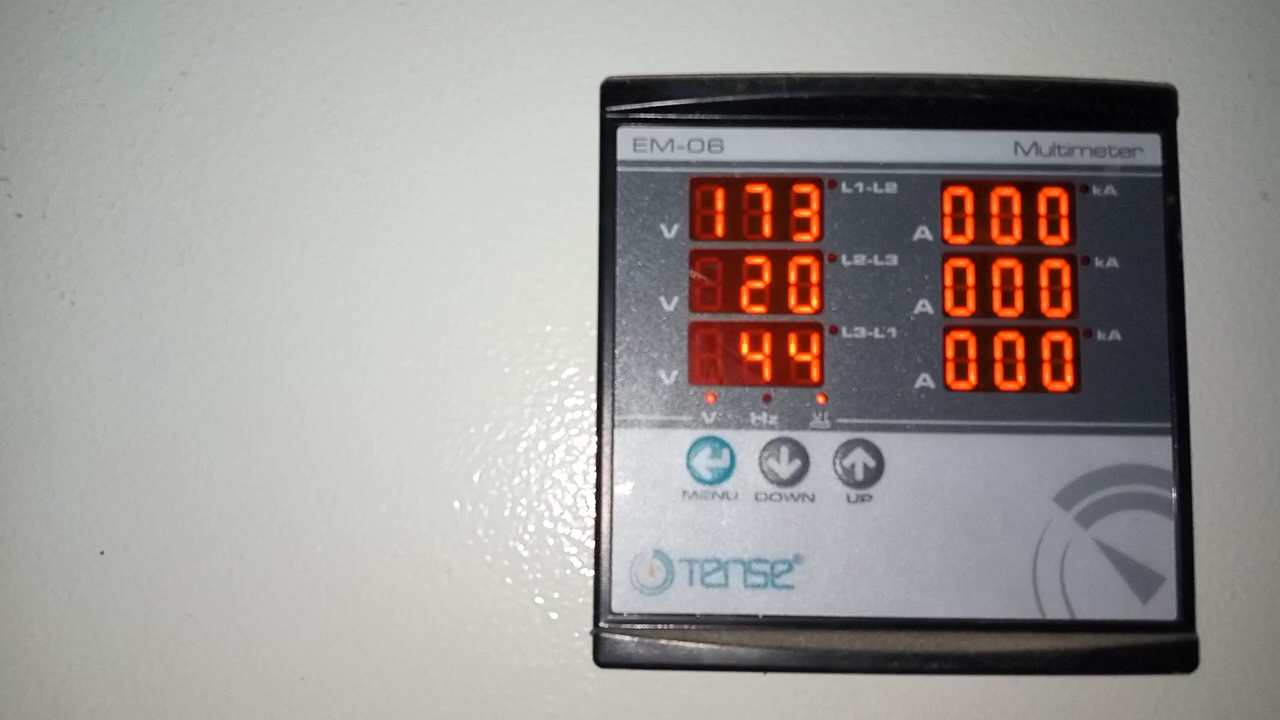 EM-06 Multimeter
173 L1-L2 000 kA
V A
20 L2-L3 000 kA
V A
44 L3-L1 000 kA
V A
V Hz
MENU DOWN UP
TENSE®